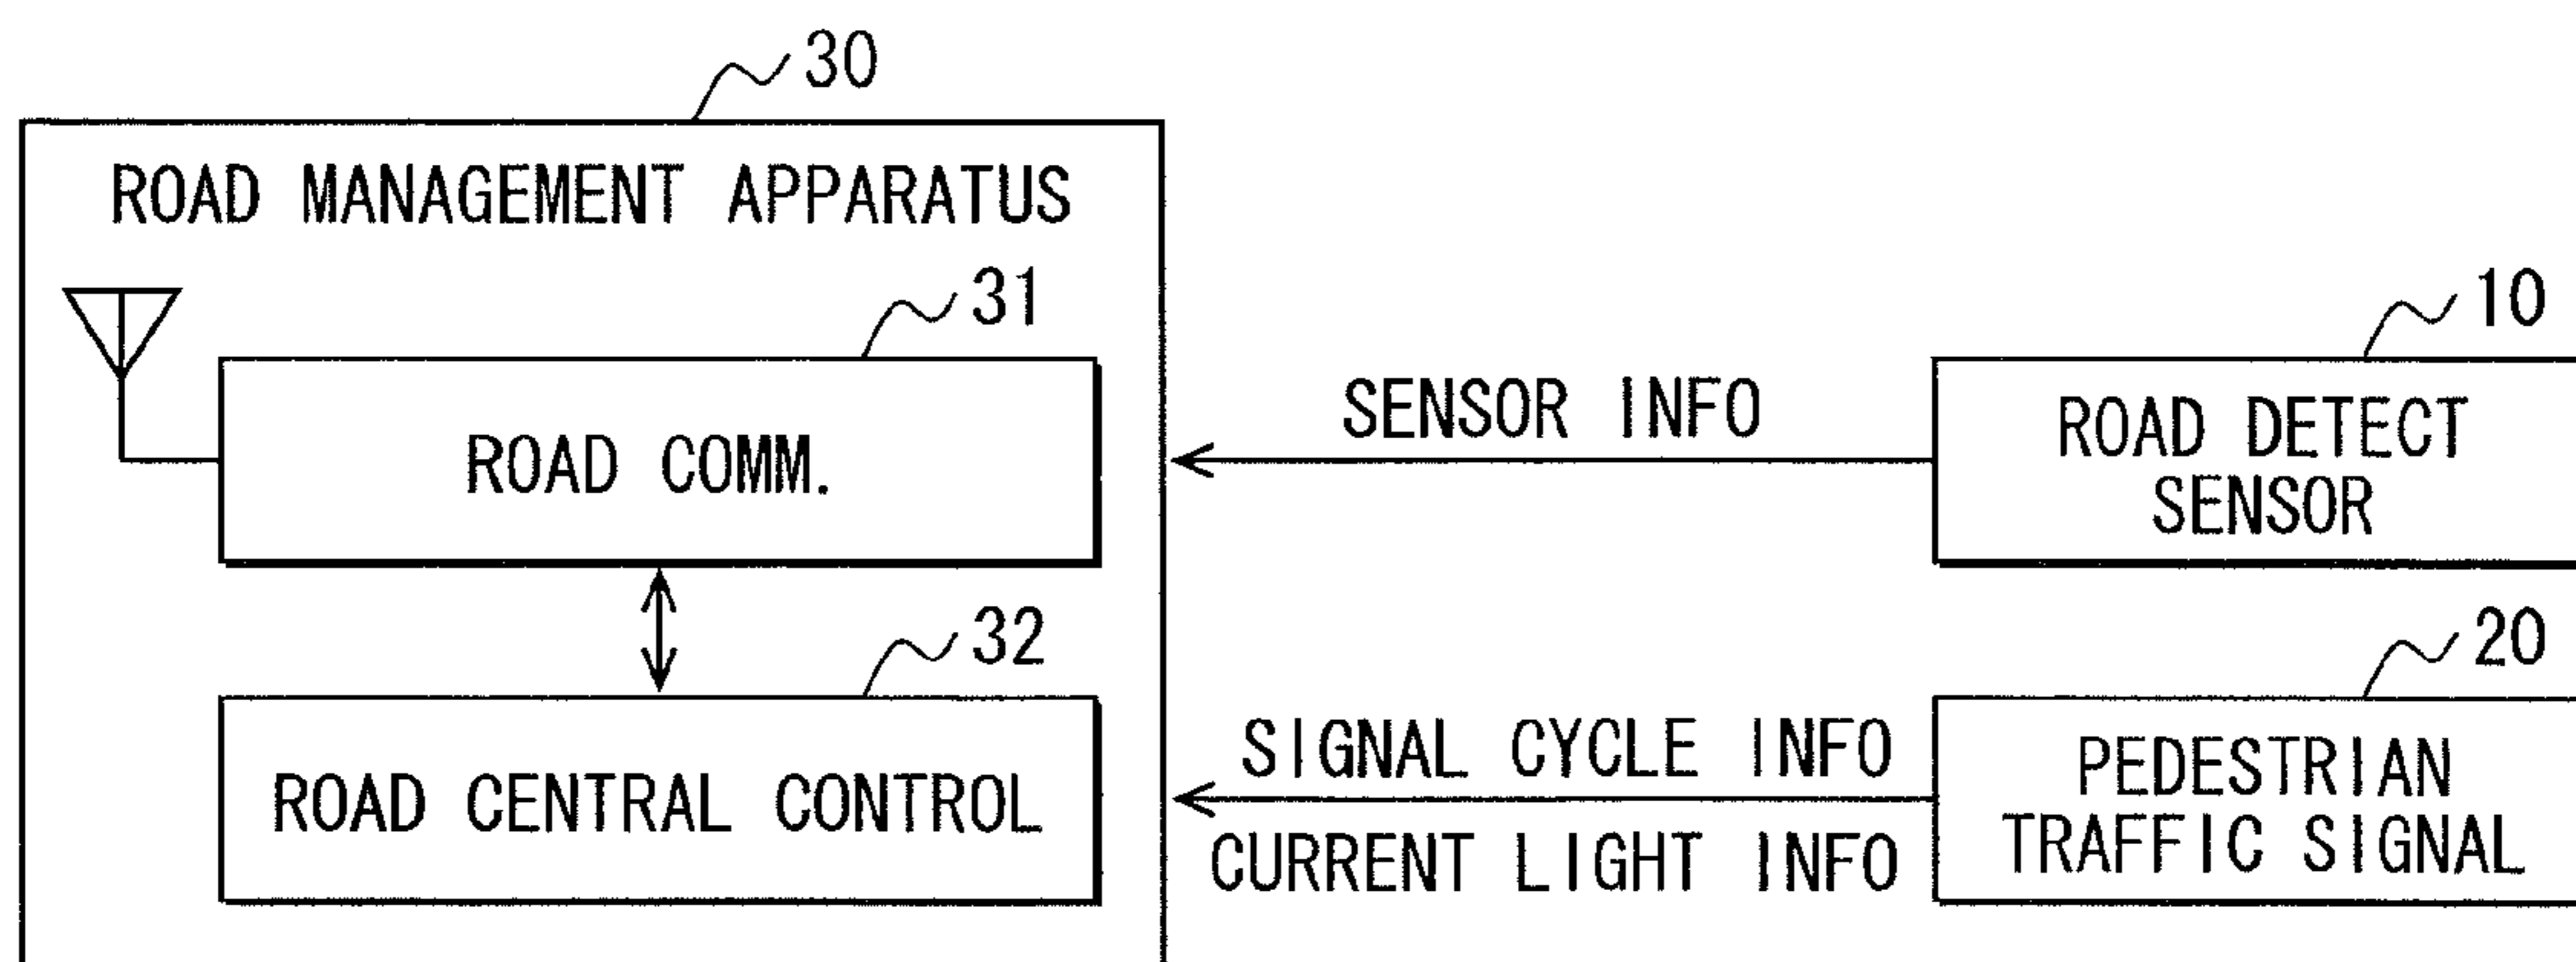 30
ROAD MANAGEMENT APPARATUS
31
ROAD COMM.
32
ROAD CENTRAL CONTROL
SENSOR INFO
10
ROAD DETECT
SENSOR
SIGNAL CYCLE INFO
CURRENT LIGHT INFO
20
PEDESTRIAN
TRAFFIC SIGNAL